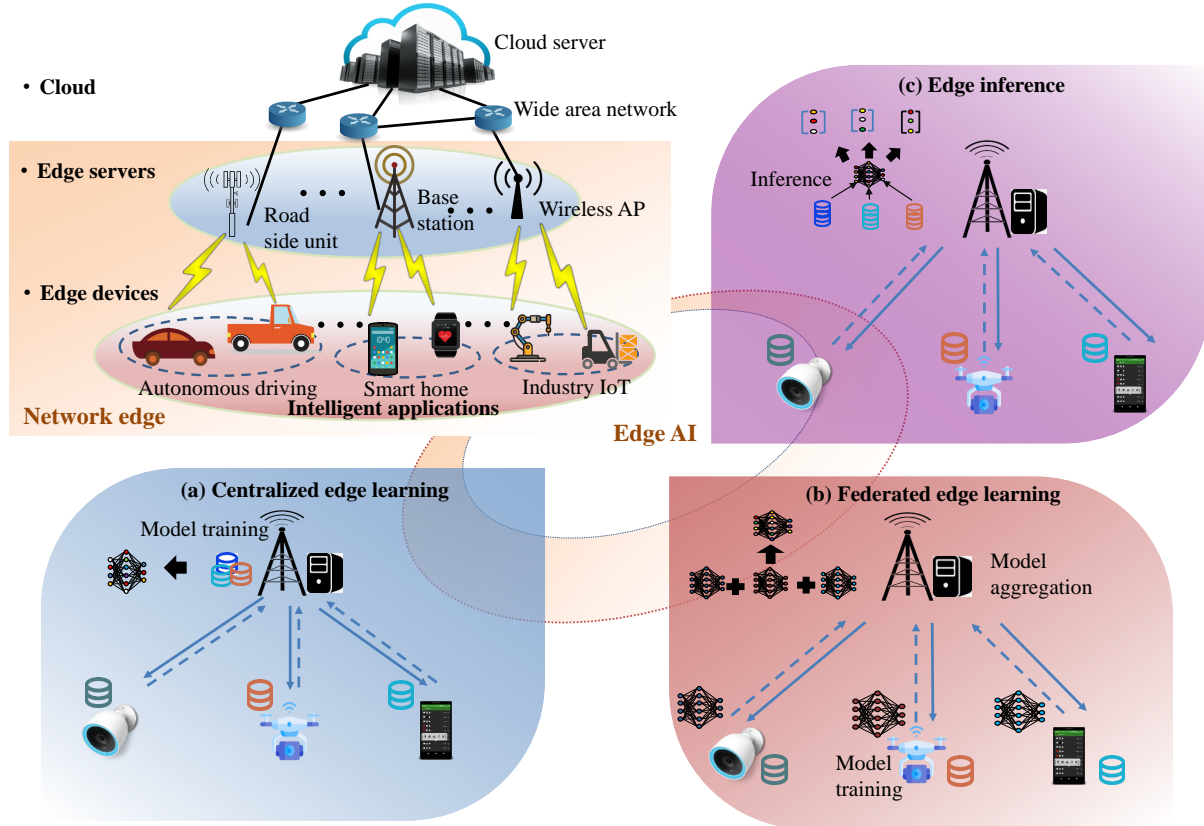 Cloud server
• Cloud
Wide area network
• Edge servers
Road
side unit
Base
station
Wireless AP
• Edge devices
10:40
Autonomous driving
Smart home
Industry IoT
Intelligent applications
Network edge
Edge AI
(c) Edge inference
Inference
(a) Centralized edge learning
Model training
(b) Federated edge learning
Model
aggregation
Model
training